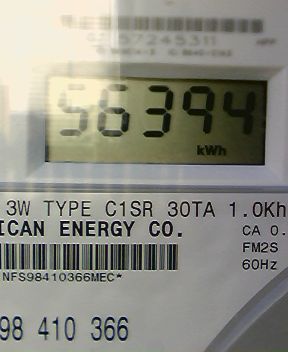 57245311
56394
kWh
3W TYPE C1SR 30TA 1.0Kh
ICAN ENERGY CO.
CA 0.
FM2S
60Hz
NFS98410366MEC*
98 410 366